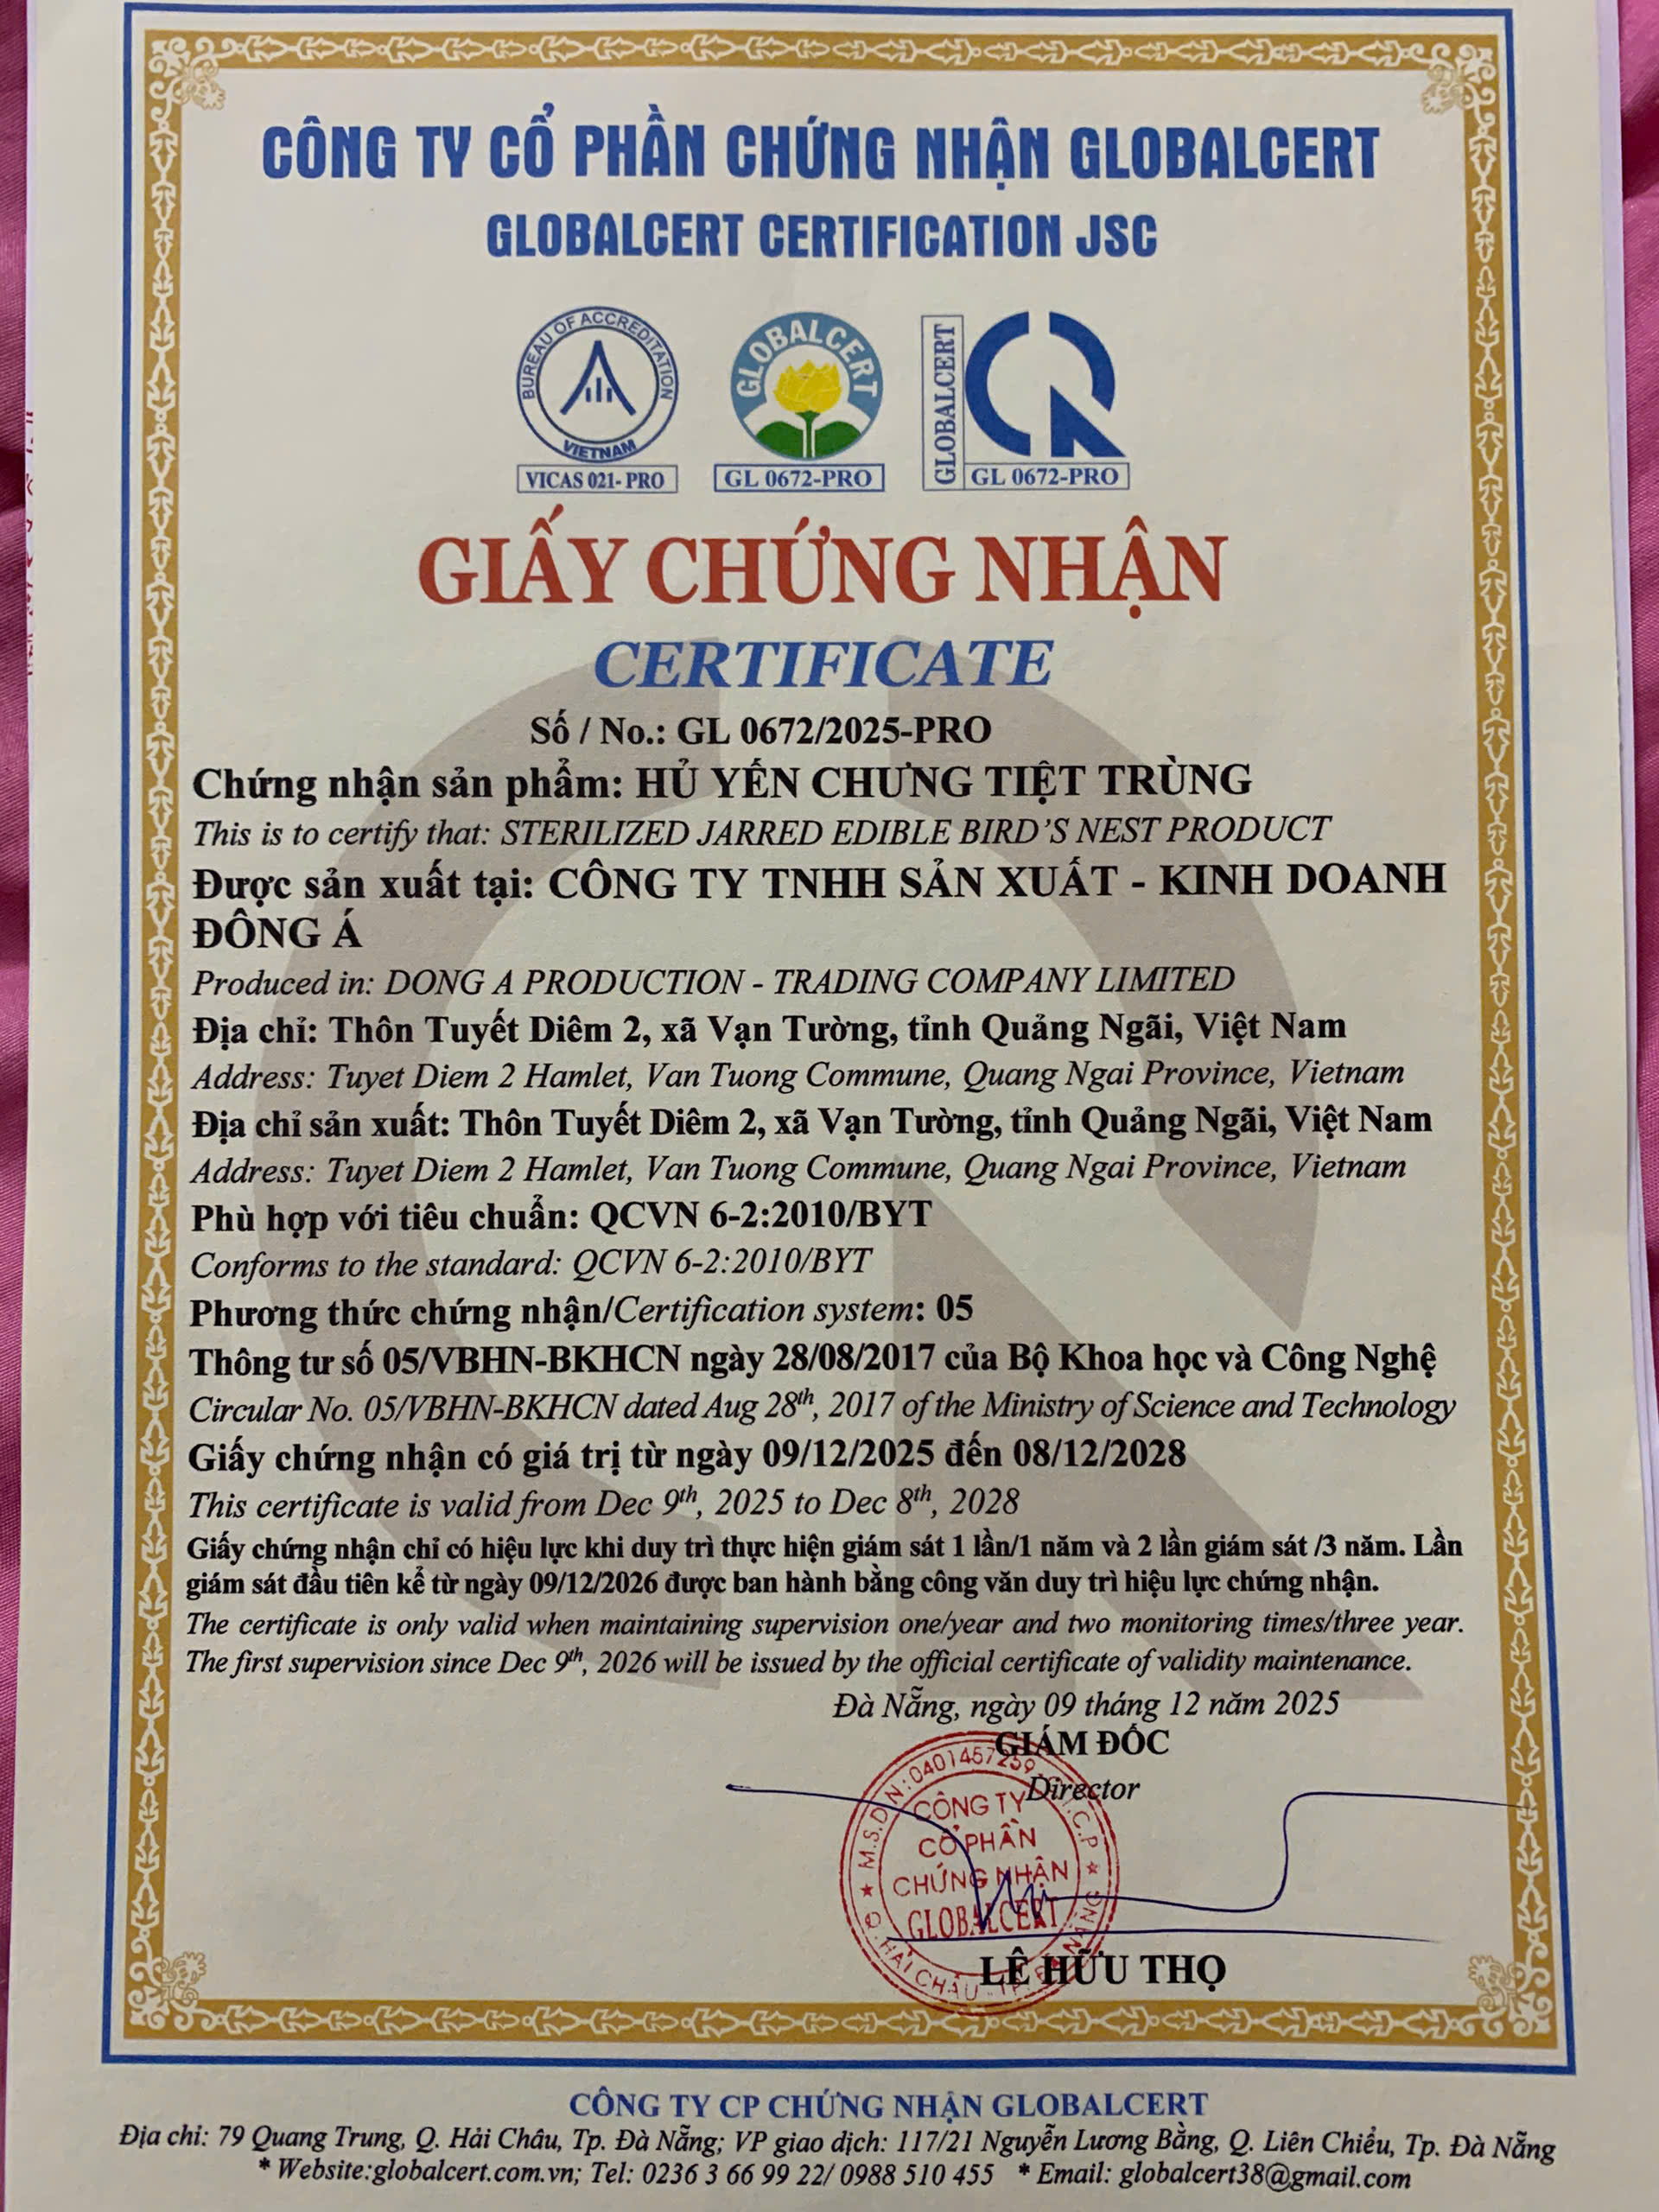 CÔNG TY CỔ PHẦN CHỨNG NHẬN GLOBALCERT
GLOBALCERT CERTIFICATION JSC
BUREAU OF ACCREDITATION
VIETNAM
VICAS 021- PRO
GLOBALCERT
GL 0672-PRO
GLOBALCERT
GL 0672-PRO
GIẤY CHỨNG NHẬN
CERTIFICATE
Số / No.: GL 0672/2025-PRO
Chứng nhận sản phẩm: HỦ YẾN CHƯNG TIỆT TRÙNG
This is to certify that: STERILIZED JARRED EDIBLE BIRD'S NEST PRODUCT
Được sản xuất tại: CÔNG TY TNHH SẢN XUẤT - KINH DOANH
ĐÔNG Á
Produced in: DONG A PRODUCTION - TRADING COMPANY LIMITED
Địa chỉ: Thôn Tuyết Diêm 2, xã Vạn Tường, tỉnh Quảng Ngãi, Việt Nam
Address: Tuyet Diem 2 Hamlet, Van Tuong Commune, Quang Ngai Province, Vietnam
Địa chỉ sản xuất: Thôn Tuyết Diêm 2, xã Vạn Tường, tỉnh Quảng Ngãi, Việt Nam
Address: Tuyet Diem 2 Hamlet, Van Tuong Commune, Quang Ngai Province, Vietnam
Phù hợp với tiêu chuẩn: QCVN 6-2:2010/BYT
Conforms to the standard: QCVN 6-2:2010/BYT
Phương thức chứng nhận/Certification system: 05
Thông tư số 05/VBHN-BKHCN ngày 28/08/2017 của Bộ Khoa học và Công Nghệ
Circular No. 05/VBHN-BKHCN dated Aug 28th, 2017 of the Ministry of Science and Technology
Giấy chứng nhận có giá trị từ ngày 09/12/2025 đến 08/12/2028
This certificate is valid from Dec 9th, 2025 to Dec 8th, 2028
Giấy chứng nhận chỉ có hiệu lực khi duy trì thực hiện giám sát 1 lần/1 năm và 2 lần giám sát /3 năm. Lần
giám sát đầu tiên kể từ ngày 09/12/2026 được ban hành bằng công văn duy trì hiệu lực chứng nhận.
The certificate is only valid when maintaining supervision one/year and two monitoring times/three year.
The first supervision since Dec 9th, 2026 will be issued by the official certificate of validity maintenance.
Đà Nẵng, ngày 09 tháng 12 năm 2025
GIÁM ĐỐC
Director
M.S.D.N: 0401457259 C.T.C.P
CÔNG TY
CỔ PHẦN
CHỨNG NHẬN
GLOBALCERT
Q. HẢI CHÂU - TP. ĐÀ NẴNG
LÊ HỮU THỌ
CÔNG TY CP CHỨNG NHẬN GLOBALCERT
Địa chỉ: 79 Quang Trung, Q. Hải Châu, Tp. Đà Nẵng; VP giao dịch: 117/21 Nguyễn Lương Bằng, Q. Liên Chiểu, Tp. Đà Nẵng
* Website:globalcert.com.vn; Tel: 0236 3 66 99 22/ 0988 510 455 * Email: globalcert38@gmail.com